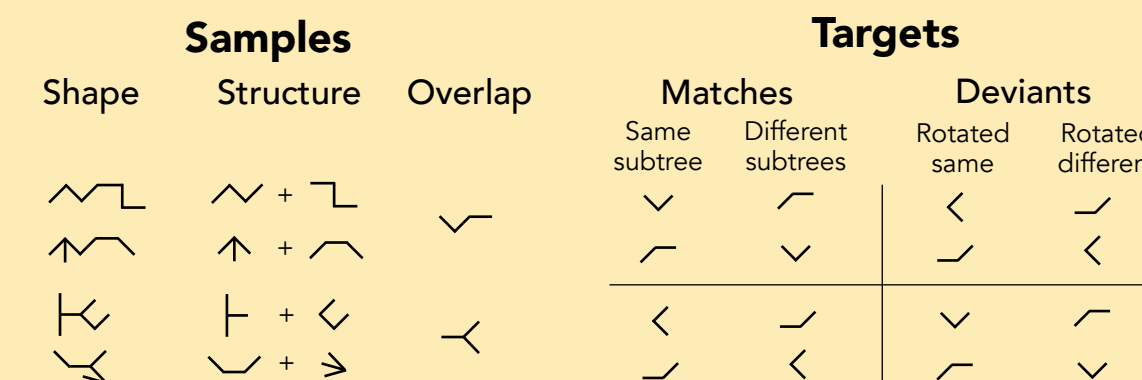 Samples
Targets
Shape Structure Overlap
Matches Deviants
Same Different Rotated
subtree subtrees same
+
+
+
+